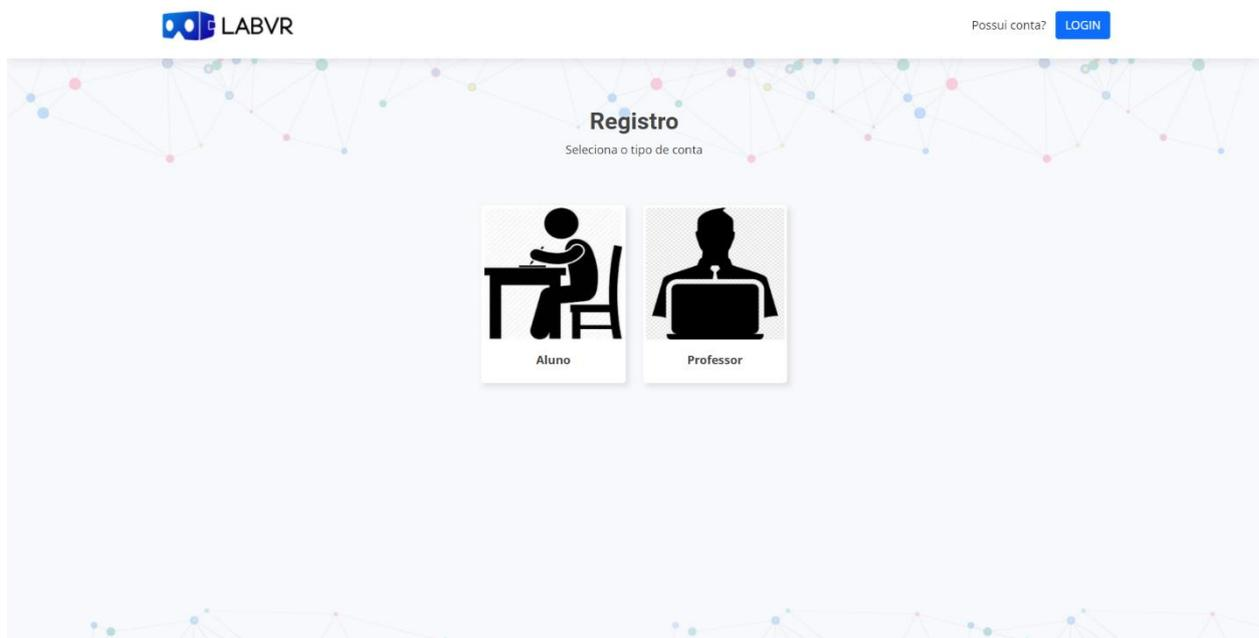 LABVR
Possui conta? LOGIN
Registro
Seleciona o tipo de conta
Aluno
Professor